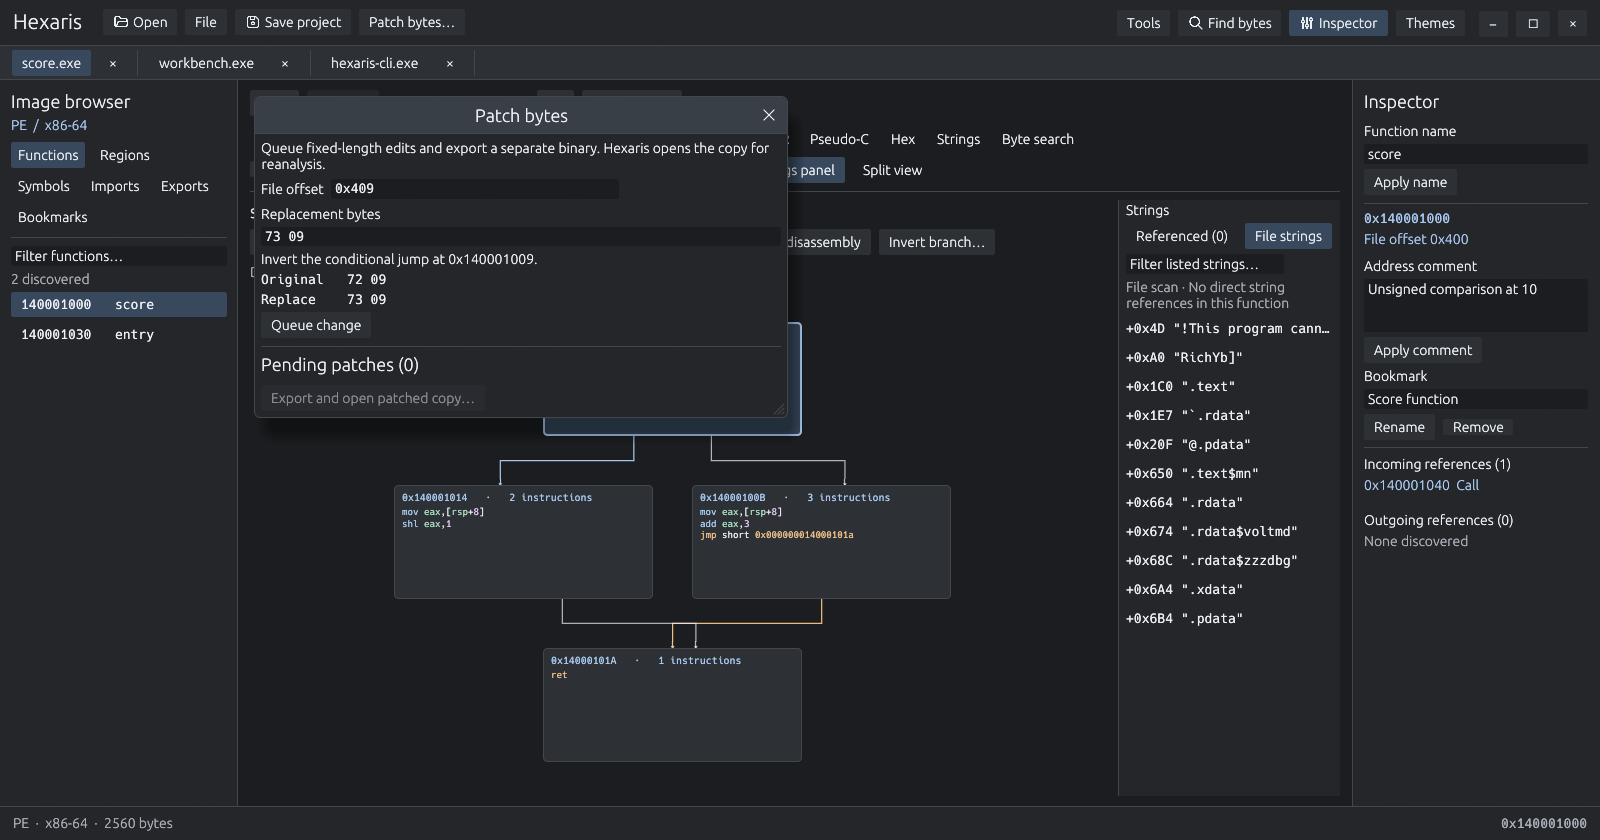 Hexaris
Open
File
Save project
Patch bytes...
Tools
Find bytes
Inspector
Themes
score.exe ×
workbench.exe ×
hexaris-cli.exe ×
Image browser
PE / x86-64
Functions Regions
Symbols Imports Exports
Bookmarks
Filter functions...
2 discovered
140001000 score
140001030 entry
Patch bytes
Queue fixed-length edits and export a separate binary. Hexaris opens the copy for
reanalysis.
File offset 0x409
Replacement bytes
73 09
Invert the conditional jump at 0x140001009.
Original 72 09
Replace 73 09
Queue change
Pending patches (0)
Export and open patched copy...
Pseudo-C Hex Strings Byte search
panel Split view
disassembly Invert branch...
0x140001014 · 2 instructions
mov eax,[rsp+8]
shl eax,1
0x14000100B · 3 instructions
mov eax,[rsp+8]
add eax,3
jmp short 0x000000014000101a
0x14000101A · 1 instructions
ret
Strings
Referenced (0) File strings
Filter listed strings...
File scan · No direct string
references in this function
+0x4D "!This program cann...
+0xA0 "RichYb]"
+0x1C0 ".text"
+0x1E7 "`.rdata"
+0x20F "@.pdata"
+0x650 ".text$mn"
+0x664 ".rdata"
+0x674 ".rdata$voltmd"
+0x68C ".rdata$zzzdbg"
+0x6A4 ".xdata"
+0x6B4 ".pdata"
Inspector
Function name
score
Apply name
0x140001000
File offset 0x400
Address comment
Unsigned comparison at 10
Apply comment
Bookmark
Score function
Rename Remove
Incoming references (1)
0x140001040 Call
Outgoing references (0)
None discovered
PE · x86-64 · 2560 bytes
0x140001000